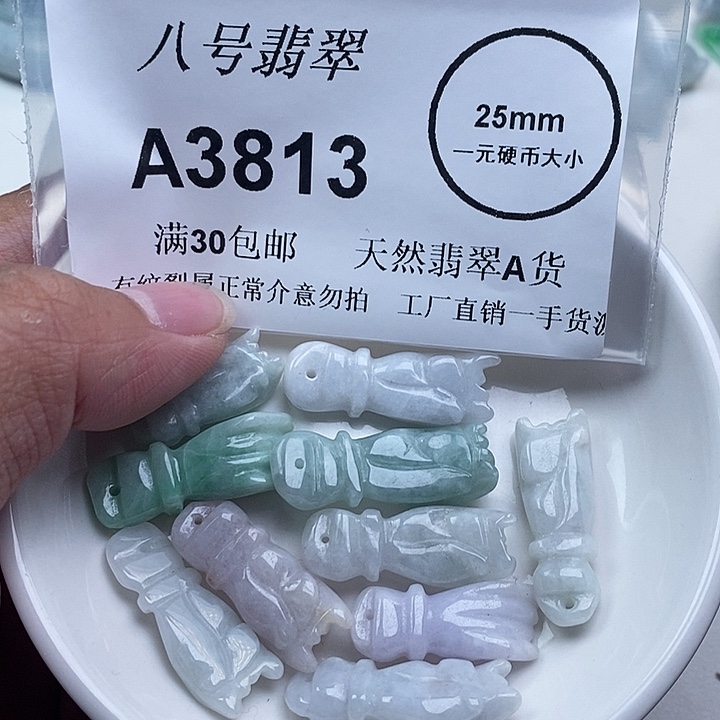 八号翡翠
25mm
一元硬币大小
A3813
满30包邮 天然翡翠A货
有纹裂属正常介意勿拍 工厂直销一手货源